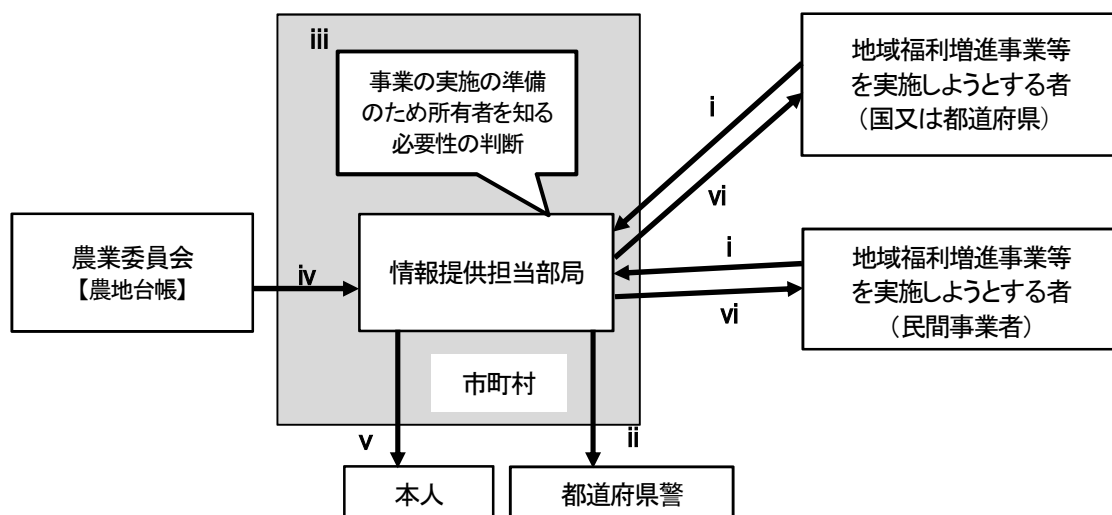 iii
事業の実施の準備
のため所有者を知る
必要性の判断
地域福利増進事業等
を実施しようとする者
(国又は都道府県)
i
vi
農業委員会
【農地台帳】
iv
情報提供担当部局
i
vi
地域福利増進事業等
を実施しようとする者
(民間事業者)
市町村
v
ii
本人
都道府県警